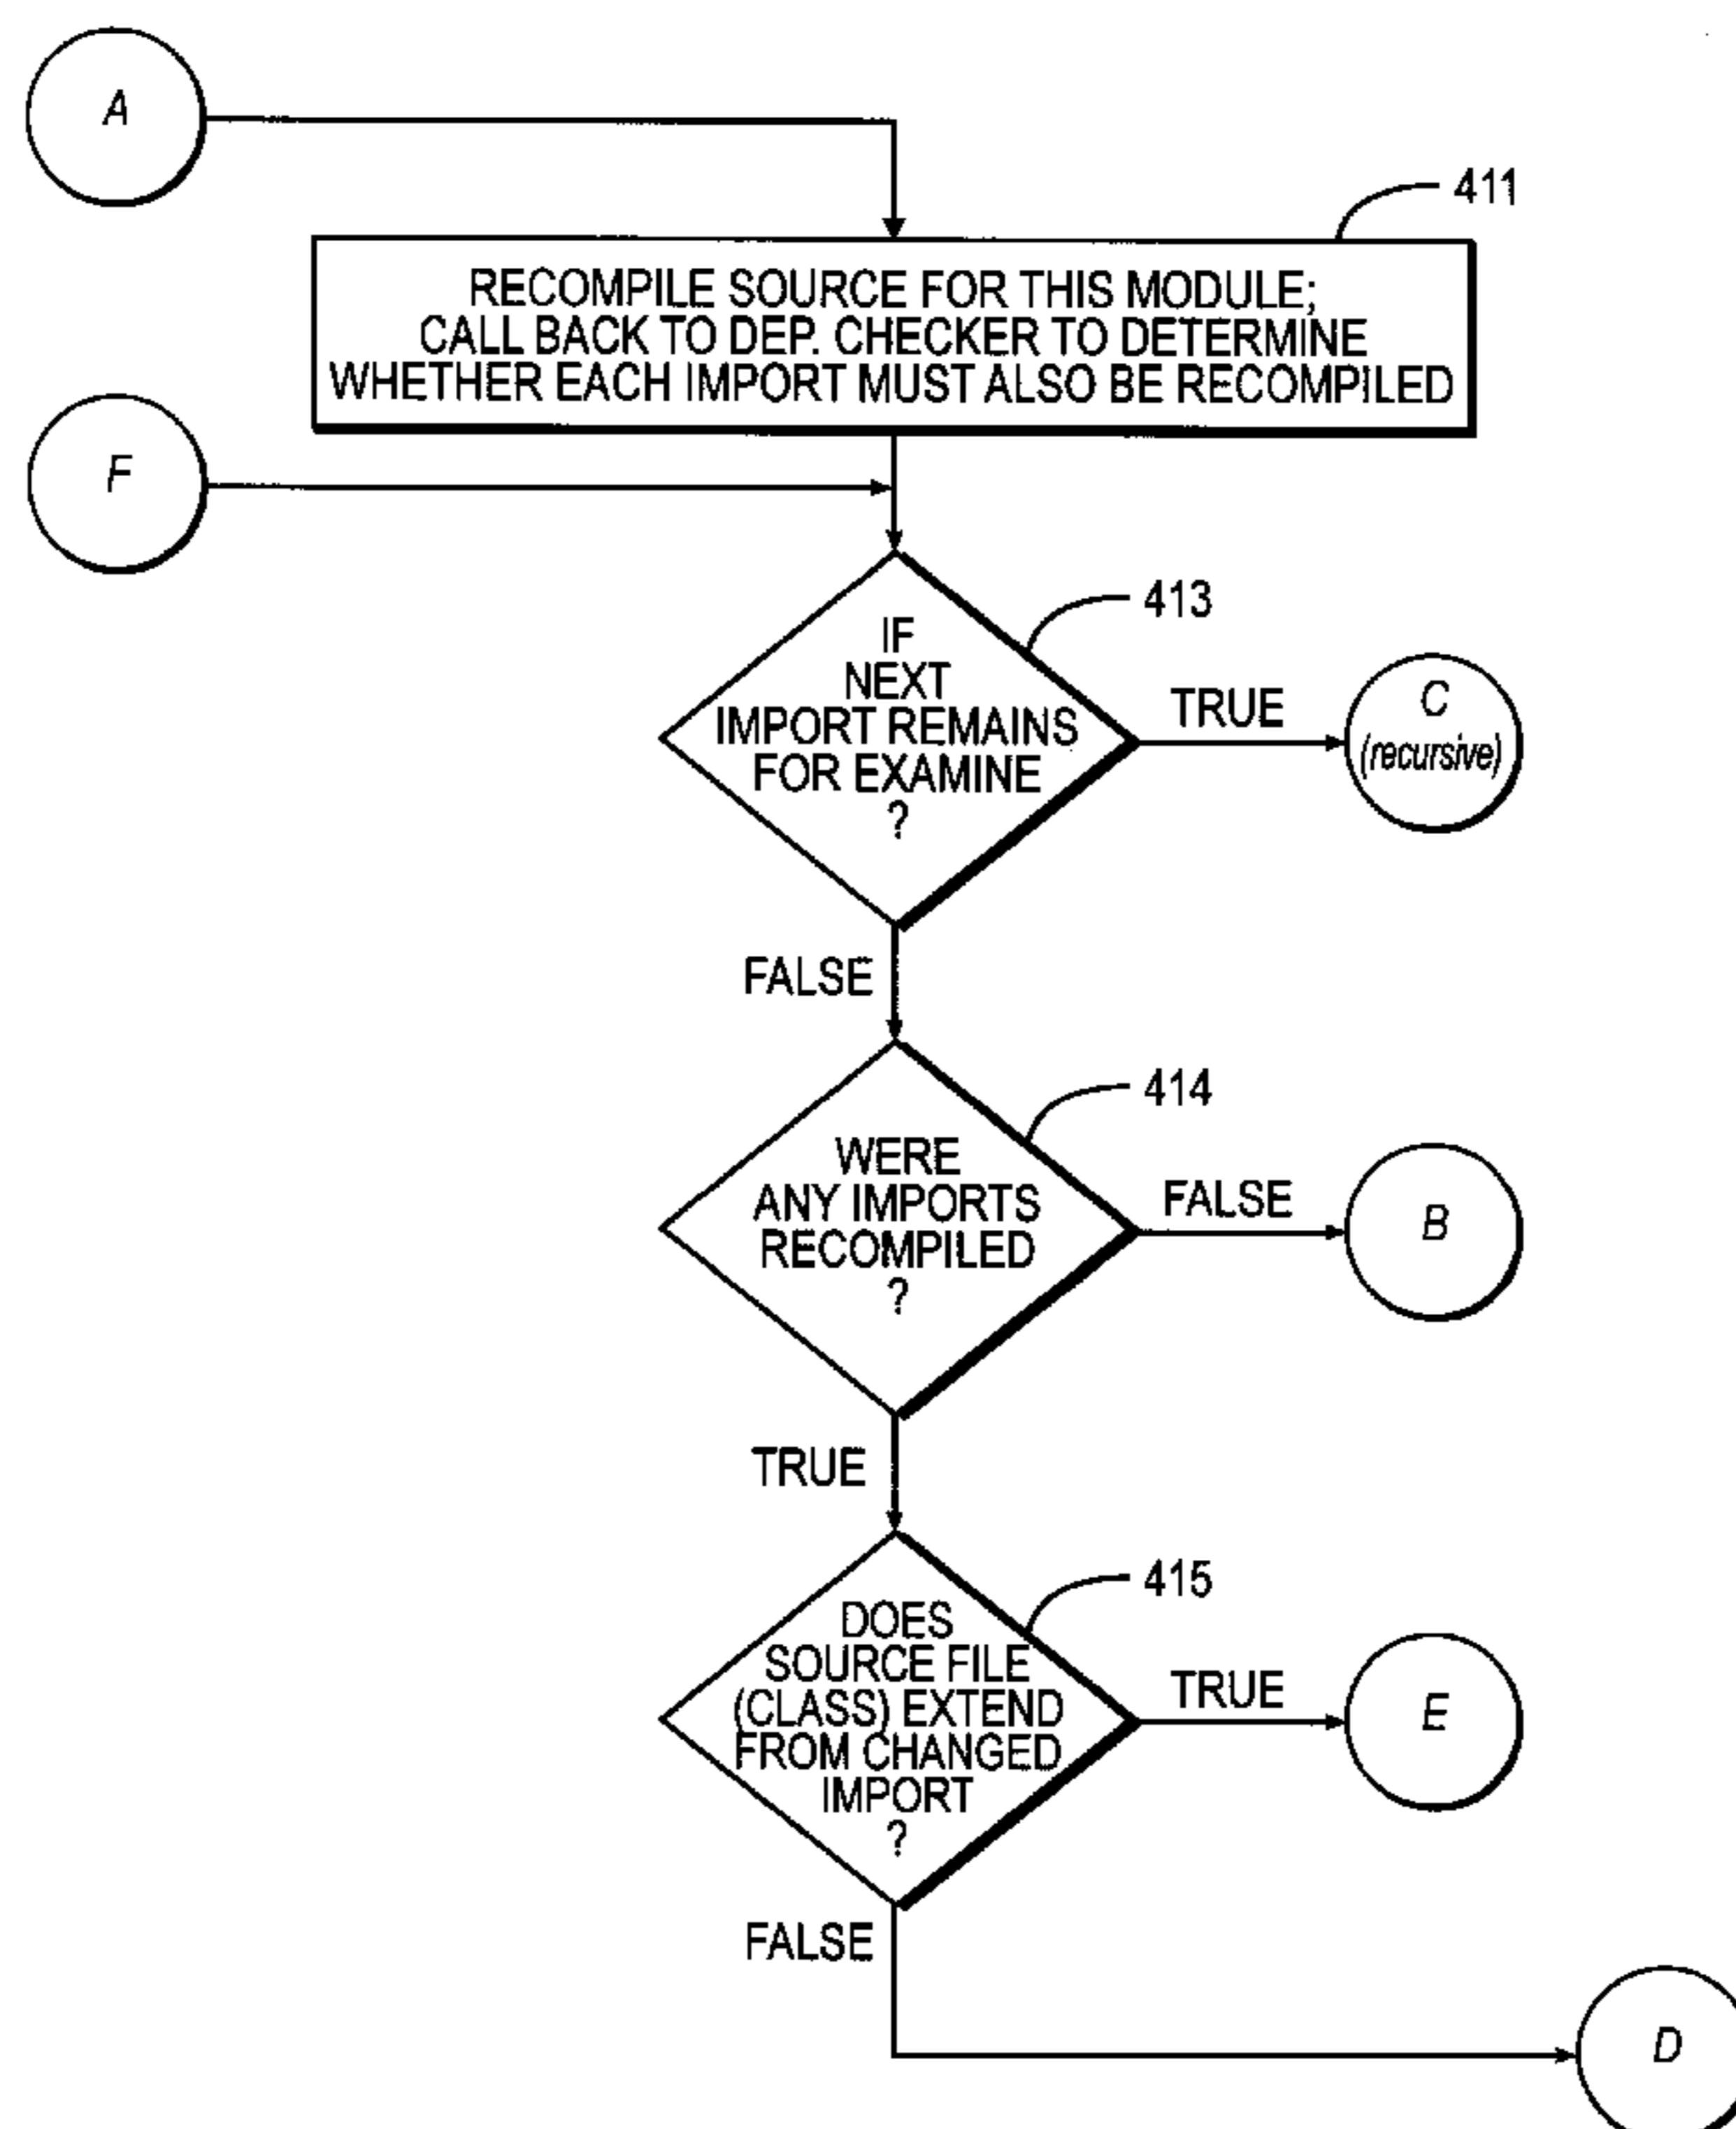 A
411
RECOMPILE SOURCE FOR THIS MODULE;
CALL BACK TO DEP. CHECKER TO DETERMINE
WHETHER EACH IMPORT MUST ALSO BE RECOMPILED
F
413
IF
NEXT
IMPORT REMAINS
FOR EXAMINE
?
TRUE
C
(recursive)
FALSE
414
WERE
ANY IMPORTS
RECOMPILED
?
FALSE
B
TRUE
415
DOES
SOURCE FILE
(CLASS) EXTEND
FROM CHANGED
IMPORT
?
TRUE
E
FALSE
D